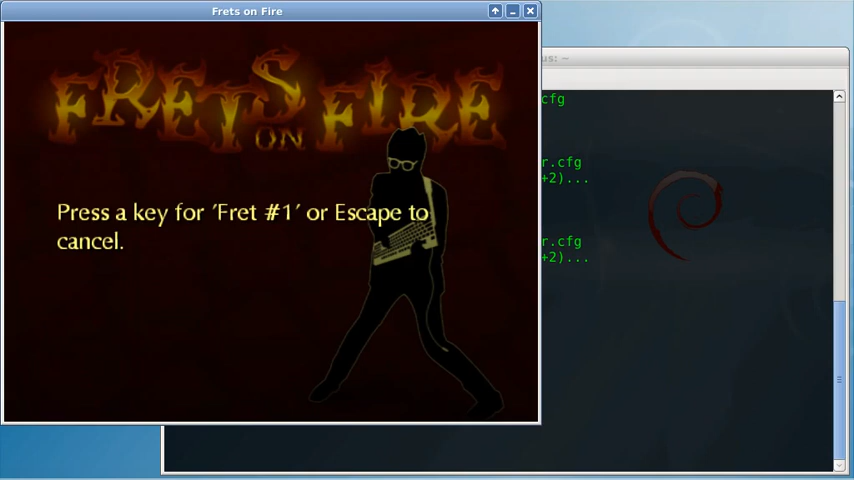 Frets on Fire
FRETS
ON FIRE
Press a key for 'Fret #1' or Escape to
cancel.
us: ~
cfg
r.cfg
+2)...
r.cfg
+2)...